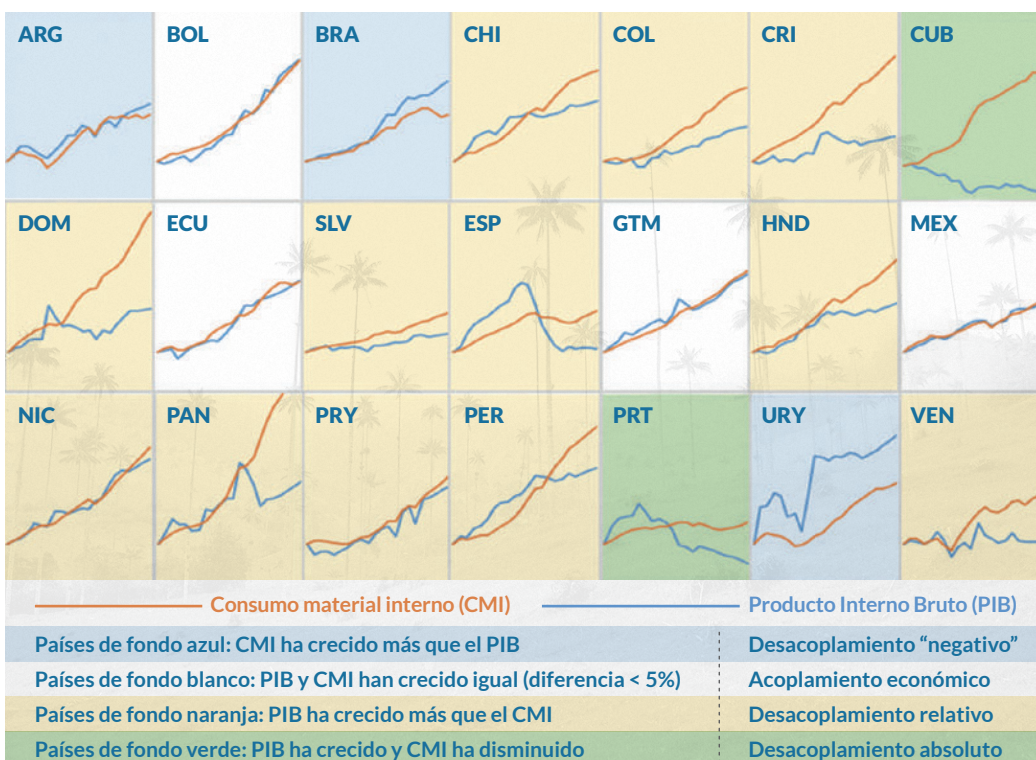 ARG BOL BRA CHI COL CRI CUB
DOM ECU SLV ESP GTM HND MEX
NIC PAN PRY PER PRT URY VEN
Consumo material interno (CMI) Producto Interno Bruto (PIB)
Países de fondo azul: CMI ha crecido más que el PIB Desacoplamiento “negativo”
Países de fondo blanco: PIB y CMI han crecido igual (diferencia < 5%) Acoplamiento económico
Países de fondo naranja: PIB ha crecido más que el CMI Desacoplamiento relativo
Países de fondo verde: PIB ha crecido y CMI ha disminuido Desacoplamiento absoluto